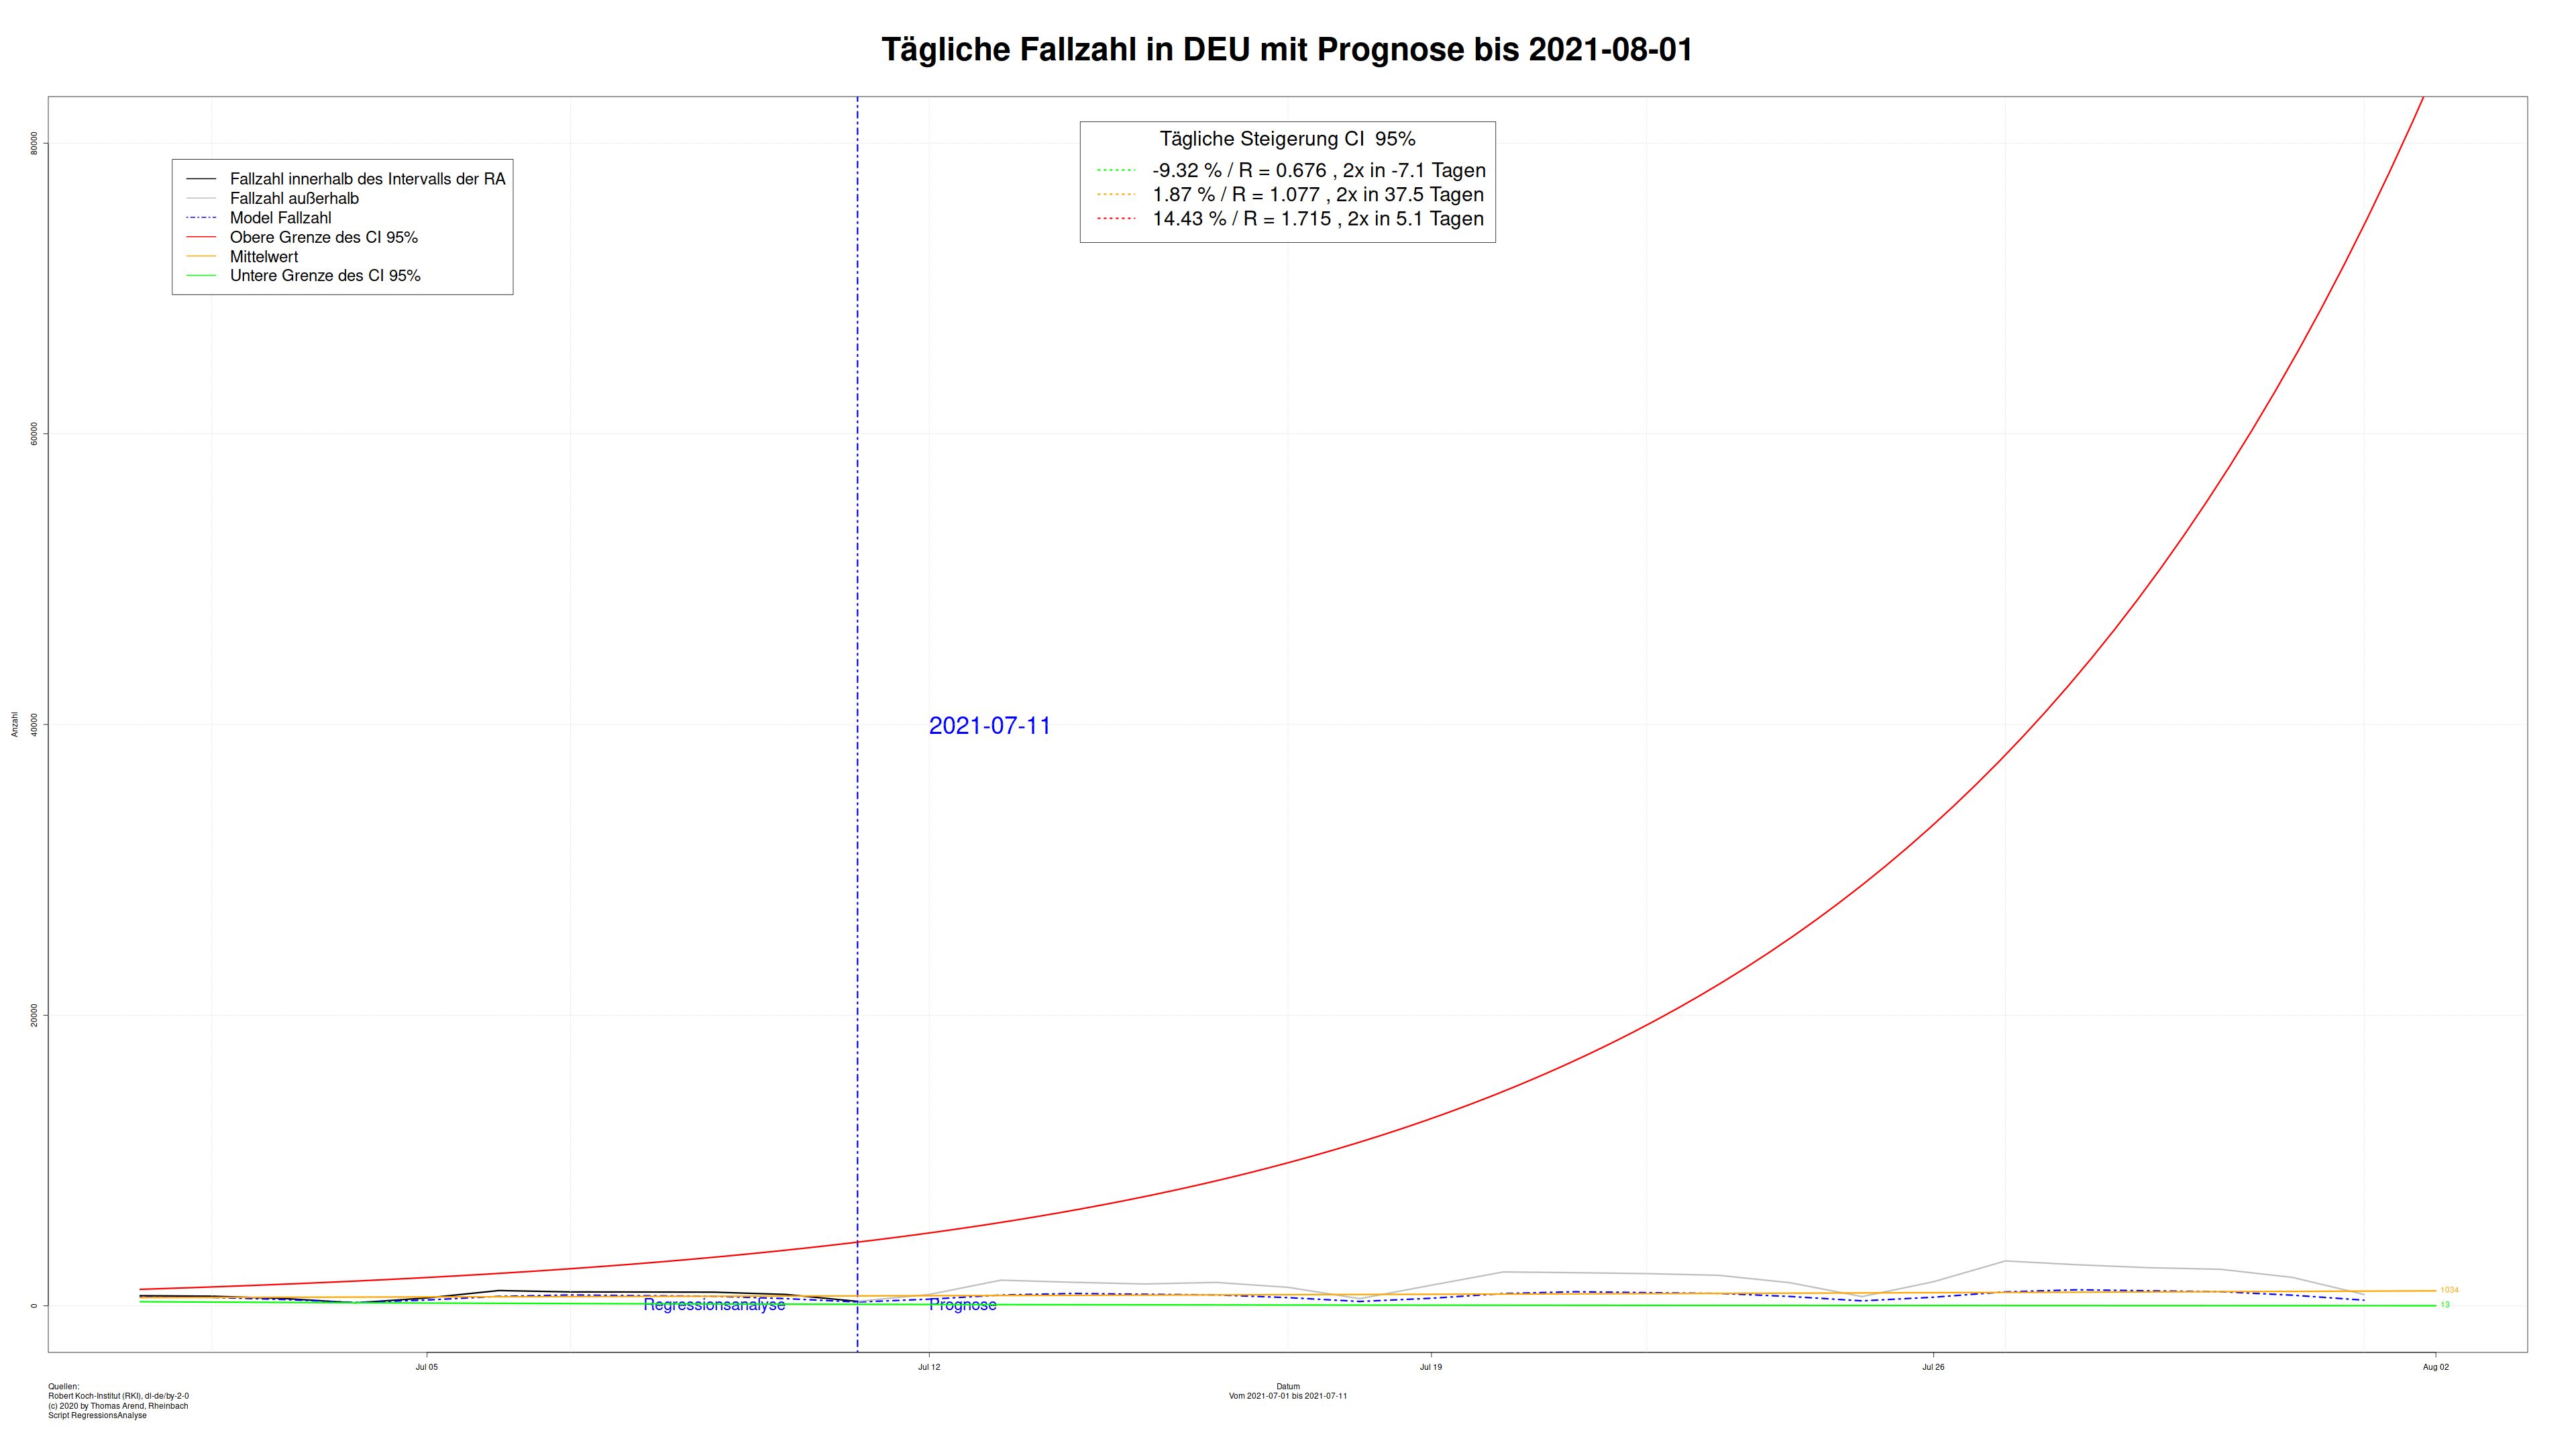 Tägliche Fallzahl in DEU mit Prognose bis 2021-08-01
Tägliche Steigerung CI  95%
-9.32 % / R = 0.676 , 2x in -7.1 Tagen
1.87 % / R = 1.077 , 2x in 37.5 Tagen
14.43 % / R = 1.715 , 2x in 5.1 Tagen
Fallzahl innerhalb des Intervalls der RA
Fallzahl außerhalb
Model Fallzahl
Obere Grenze des CI 95%
Mittelwert
Untere Grenze des CI 95%
80000
60000
40000
20000
0
Anzahl
2021-07-11
Regressionsanalyse
Prognose
1034
13
Jul 05
Jul 12
Jul 19
Jul 26
Aug 02
Datum
Vom 2021-07-01 bis 2021-07-11
Quellen:
Robert Koch-Institut (RKI), dl-de/by-2-0
(c) 2020 by Thomas Arend, Rheinbach
Script RegressionsAnalyse